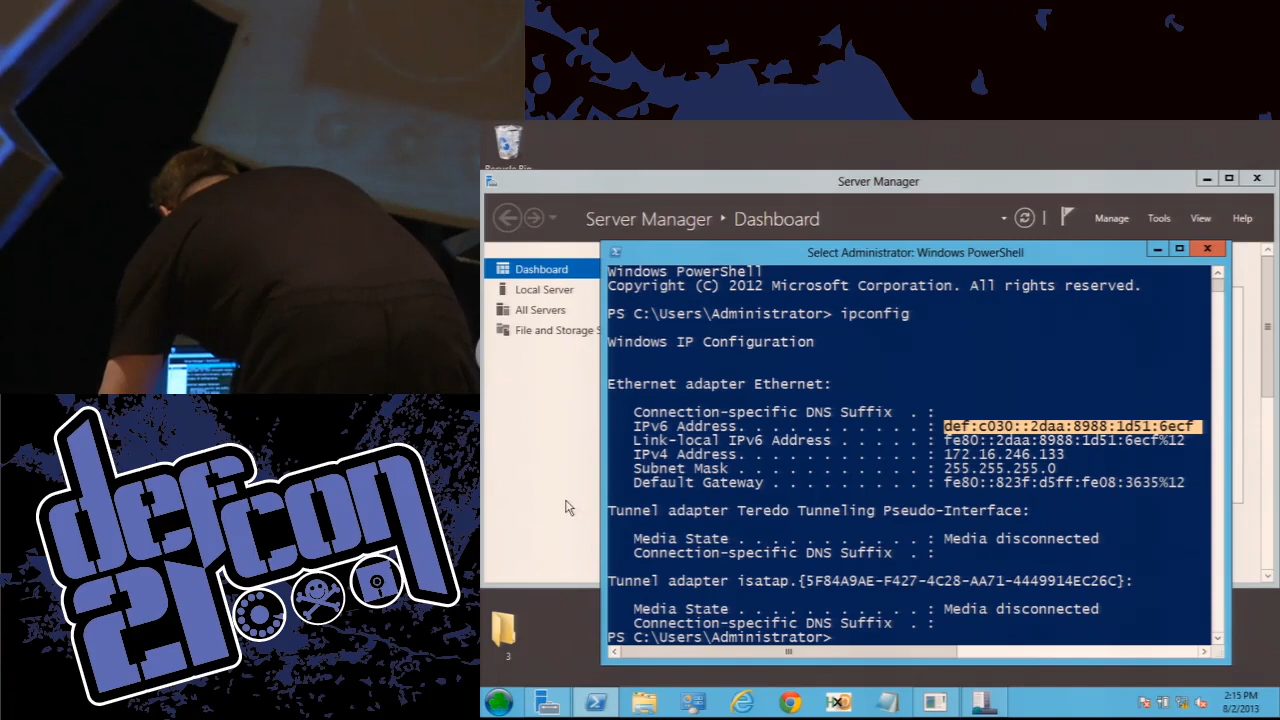 Recycle Bin
Server Manager
Server Manager ‣ Dashboard
Manage Tools View Help
Dashboard
Local Server
All Servers
File and Storage S
Select Administrator: Windows PowerShell
Windows PowerShell
Copyright (C) 2012 Microsoft Corporation. All rights reserved.
PS C:\Users\Administrator> ipconfig
Windows IP Configuration
Ethernet adapter Ethernet:
Connection-specific DNS Suffix . :
IPv6 Address. . . . . . . . . . . : def:c030::2daa:8988:1d51:6ecf
Link-local IPv6 Address . . . . . : fe80::2daa:8988:1d51:6ecf%12
IPv4 Address. . . . . . . . . . . : 172.16.246.133
Subnet Mask . . . . . . . . . . . : 255.255.255.0
Default Gateway . . . . . . . . . : fe80::823f:d5ff:fe08:3635%12
Tunnel adapter Teredo Tunneling Pseudo-Interface:
Media State . . . . . . . . . . . : Media disconnected
Connection-specific DNS Suffix . :
Tunnel adapter isatap.{5F84A9AE-F427-4C28-AA71-4449914EC26C}:
Media State . . . . . . . . . . . : Media disconnected
Connection-specific DNS Suffix . :
PS C:\Users\Administrator>
3
2:15 PM
8/2/2013
defcon
21